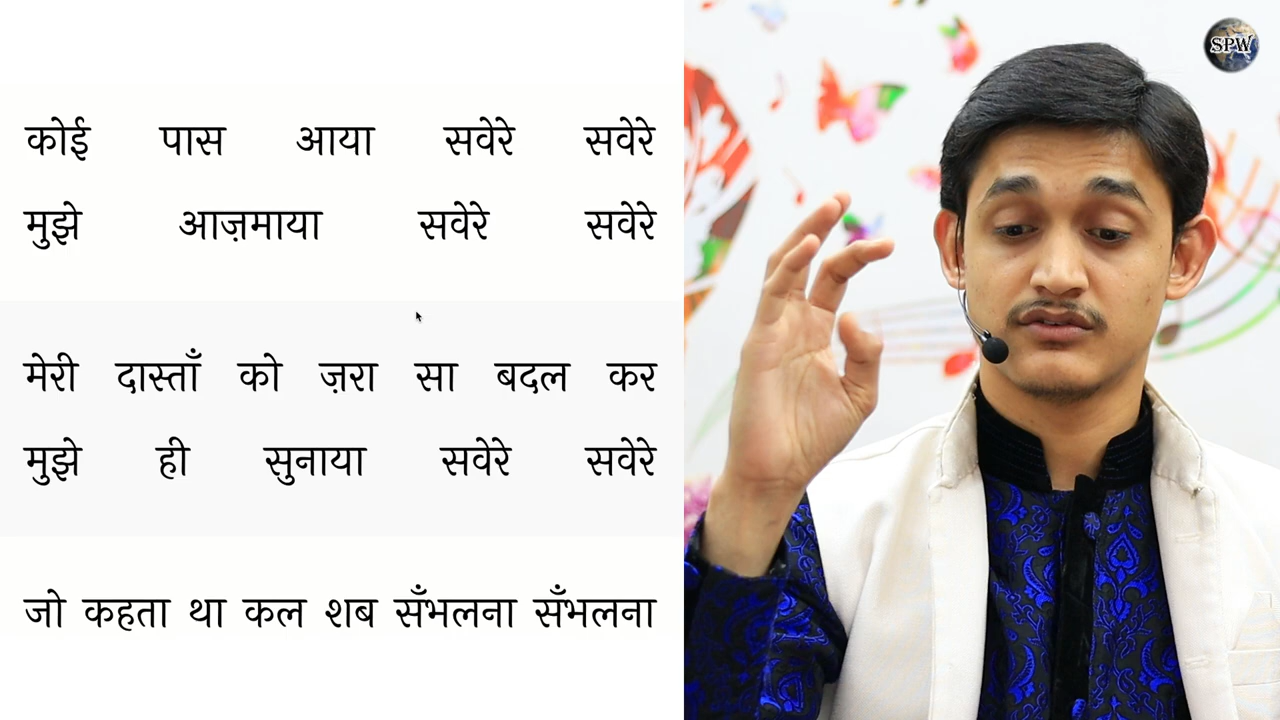 कोई पास आया सवेरे सवेरे
मुझे आज़माया सवेरे सवेरे
मेरी दास्ताँ को ज़रा सा बदल कर
मुझे ही सुनाया सवेरे सवेरे
जो कहता था कल शब सँभलना सँभलना
SPW